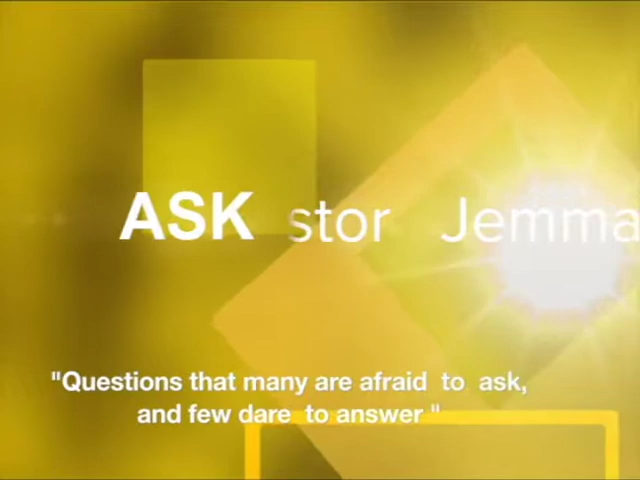 ASK stor Jemma
"Questions that many are afraid to ask,
and few dare to answer "